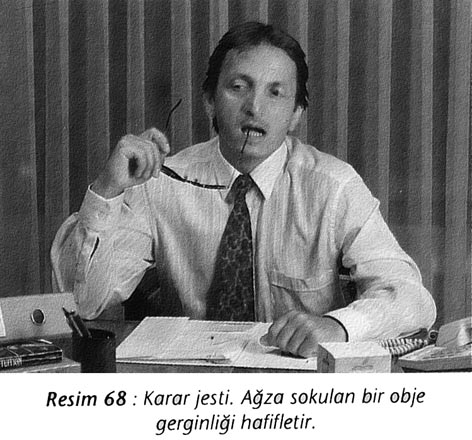 Resim 68 : Karar jesti. Ağza sokulan bir obje
gerginliği hafifletir.